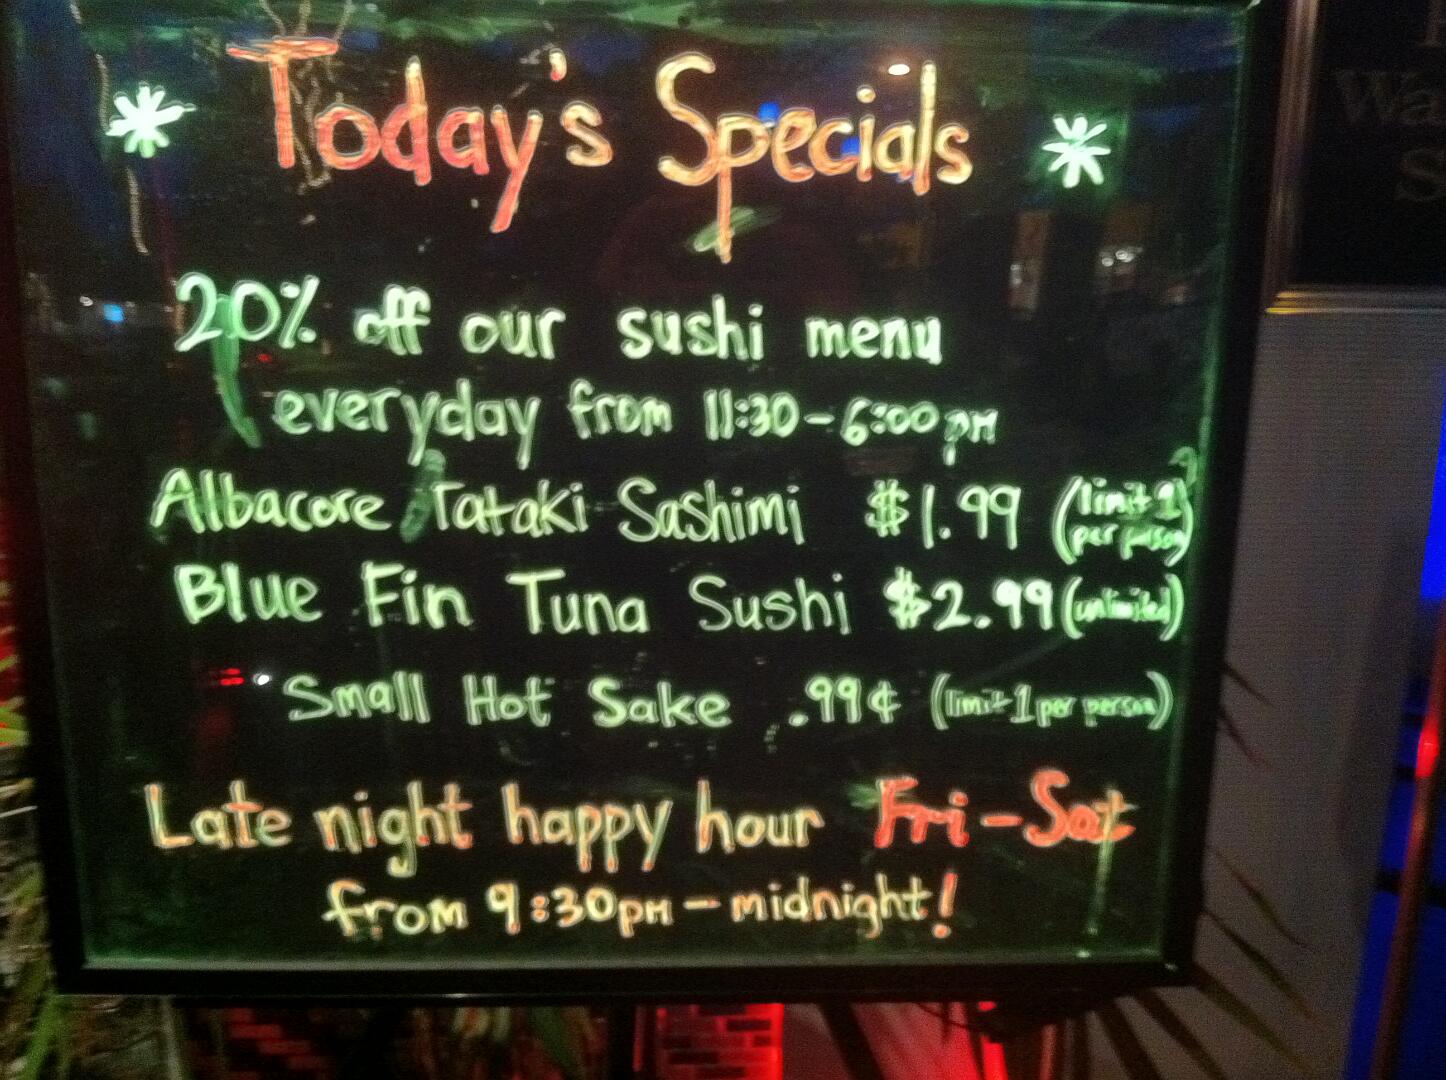 * Today's Specials *
20% off our sushi menu
everyday from 11:30-6:00pm
Albacore Tataki Sashimi $1.99 (limit 1 per person)
Blue Fin Tuna Sushi $2.99 (unlimited)
Small Hot Sake .99¢ (limit 1 per person)
Late night happy hour Fri-Sat
from 9:30pm - midnight!